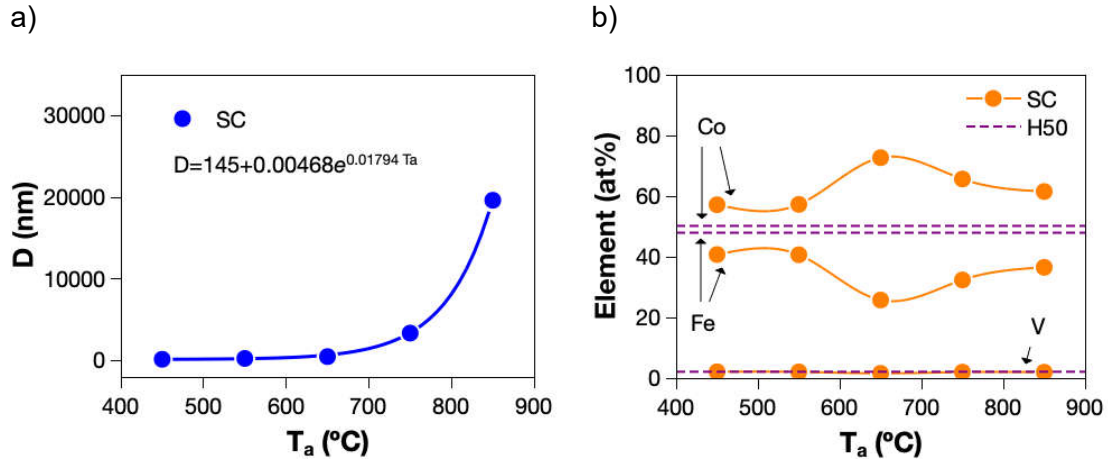 a)
b)
30000
20000
10000
0
D (nm)
SC
D=145+0.00468e^0.01794 Ta
400 500 600 700 800 900
Ta (ºC)
100
80
60
40
20
0
Element (at%)
SC
H50
Co
Fe
V
400 500 600 700 800 900
Ta (ºC)